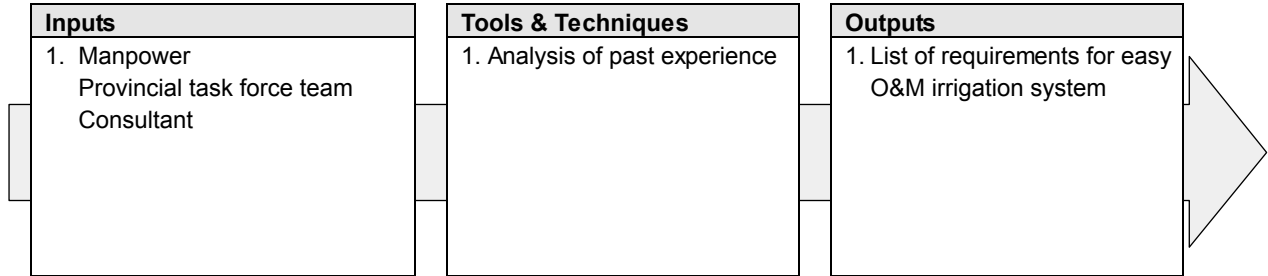 Inputs
1. Manpower
Provincial task force team
Consultant
Tools & Techniques
1. Analysis of past experience
Outputs
1. List of requirements for easy
O&M irrigation system